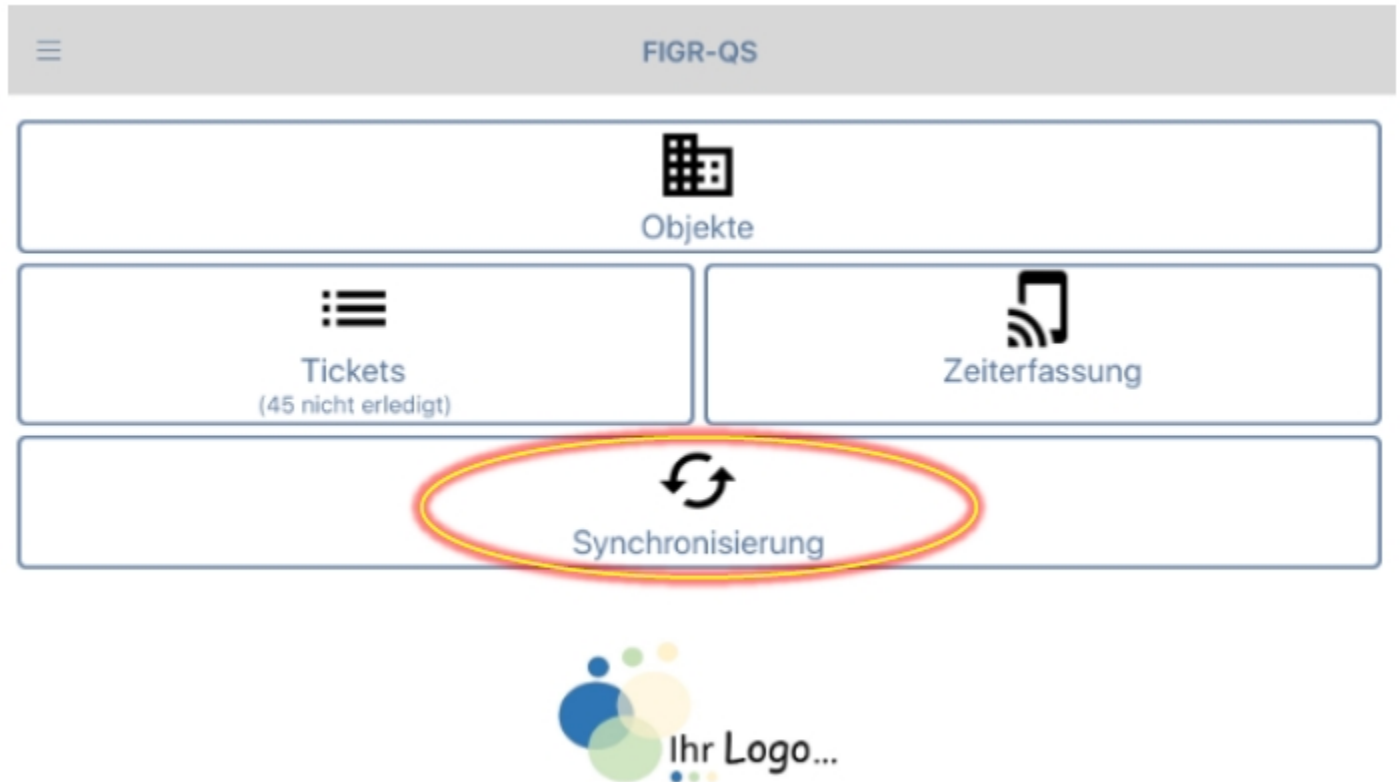 FIGR-QS
Objekte
Tickets
(45 nicht erledigt)
Zeiterfassung
Synchronisierung
Ihr Logo...